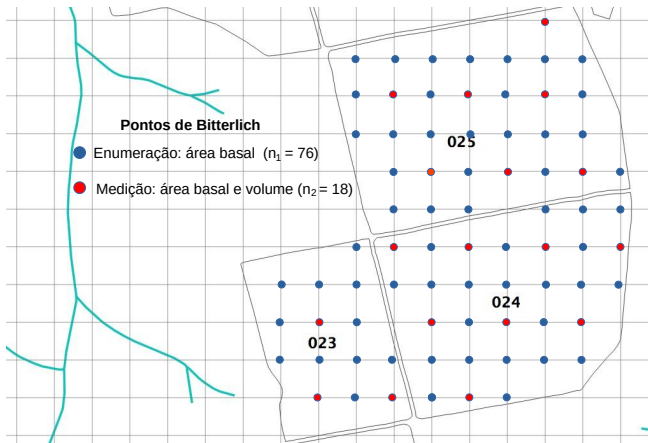 Pontos de Bitterlich
025
Enumeração: área basal (n₁ = 76)
Medição: área basal e volume (n₂ = 18)
024
023